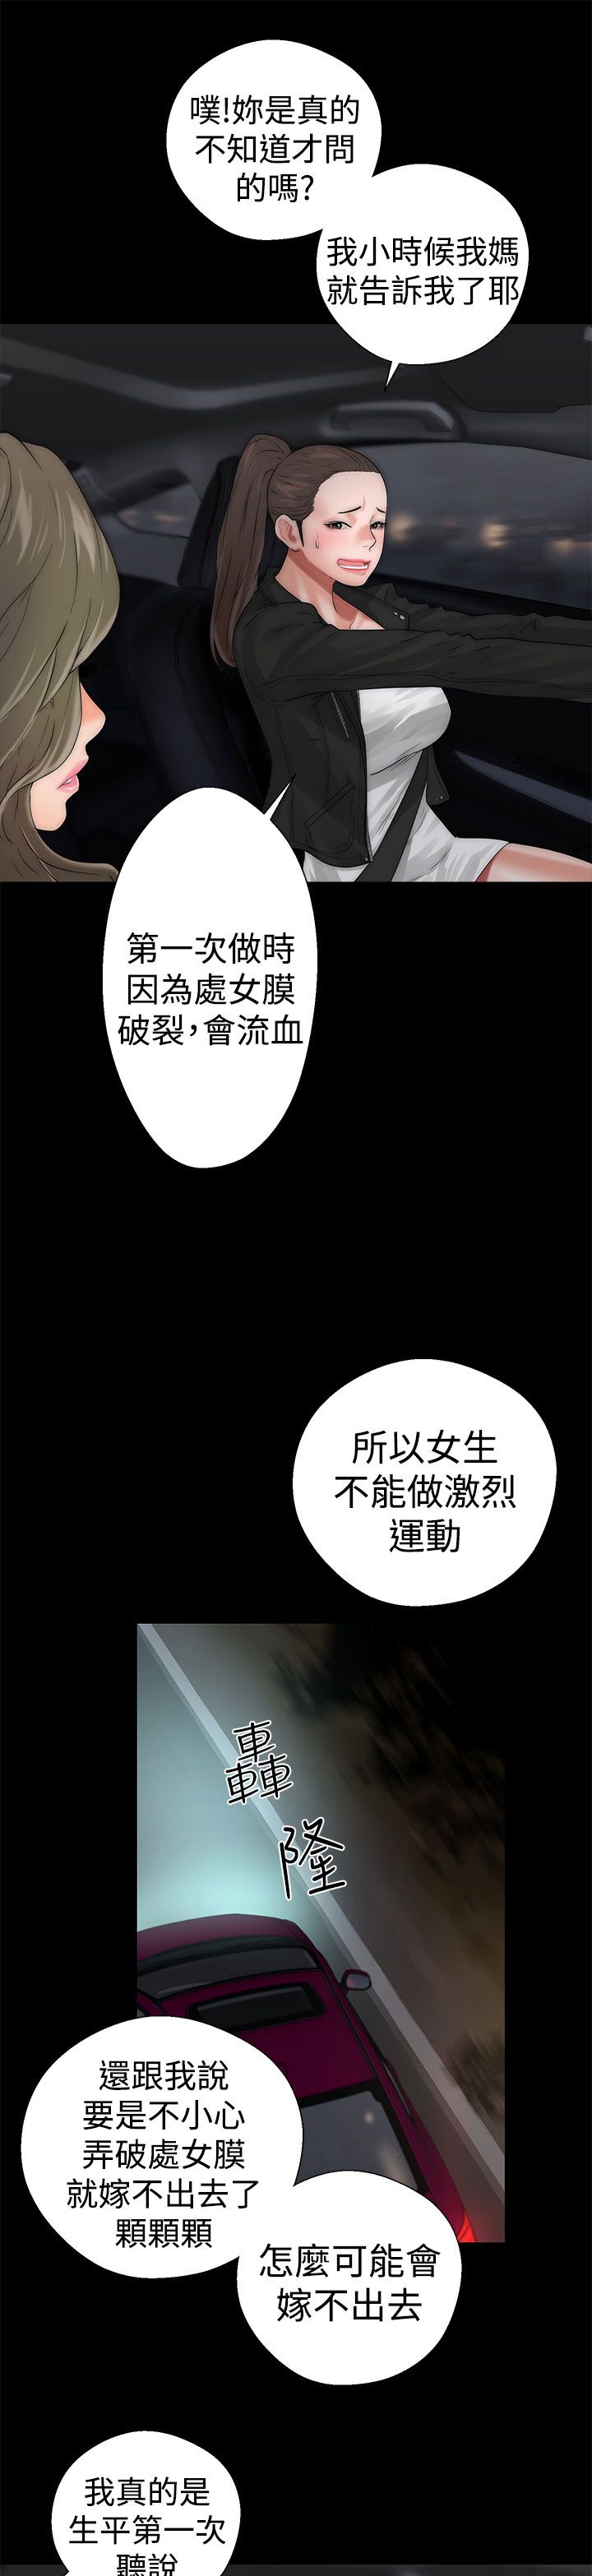 噗!妳是真的
不知道才問
的嗎?
我小時候我媽
就告訴我了耶
第一次做時
因為處女膜
破裂,會流血
所以女生
不能做激烈
運動
轟
隆
還跟我說
要是不小心
弄破處女膜
就嫁不出去了
顆顆顆
怎麼可能會
嫁不出去
我真的是
生平第一次
聽說